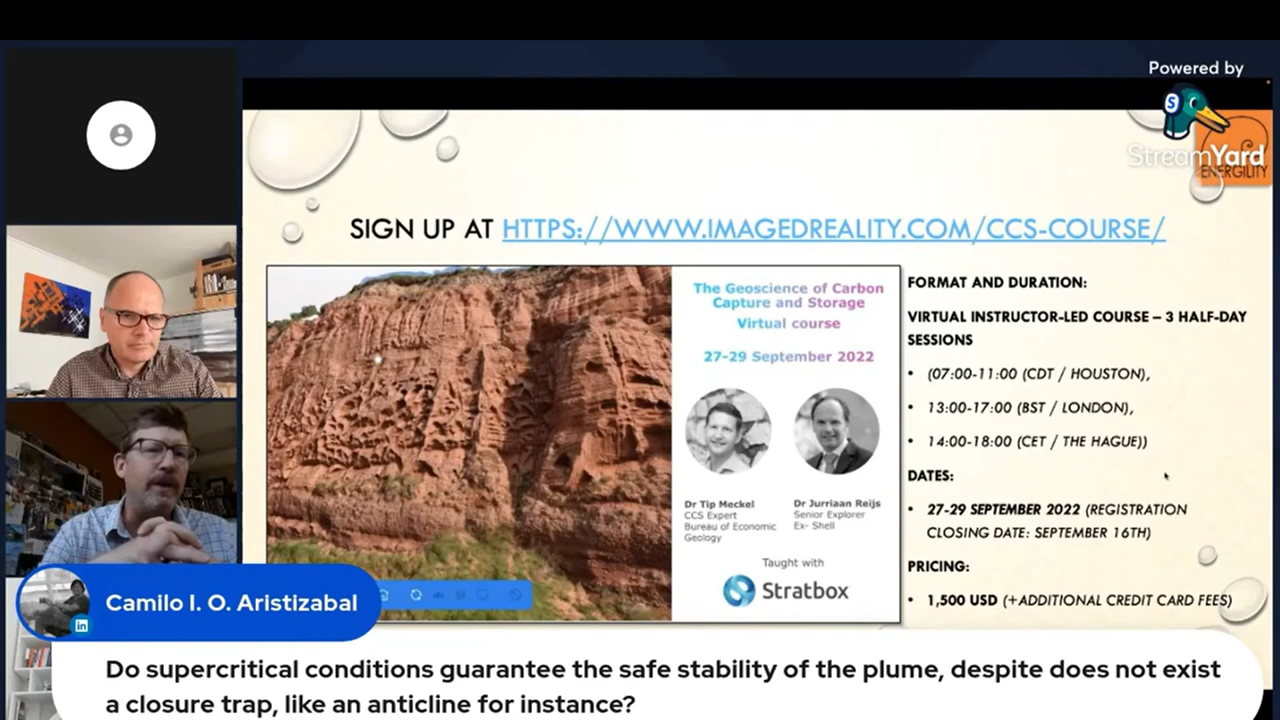 Powered by
StreamYard
ENERGILITY
SIGN UP AT HTTPS://WWW.IMAGEDREALITY.COM/CCS-COURSE/
The Geoscience of Carbon
Capture and Storage
Virtual course
27-29 September 2022
Dr Tip Meckel
CCS Expert
Bureau of Economic
Geology
Dr Jurriaan Reijs
Senior Explorer
Ex- Shell
Taught with
Stratbox
FORMAT AND DURATION:
VIRTUAL INSTRUCTOR-LED COURSE – 3 HALF-DAY
SESSIONS
• (07:00-11:00 (CDT / HOUSTON),
• 13:00-17:00 (BST / LONDON),
• 14:00-18:00 (CET / THE HAGUE))
DATES:
• 27-29 SEPTEMBER 2022 (REGISTRATION
CLOSING DATE: SEPTEMBER 16TH)
PRICING:
• 1,500 USD (+ADDITIONAL CREDIT CARD FEES)
Camilo I. O. Aristizabal
in
Do supercritical conditions guarantee the safe stability of the plume, despite does not exist
a closure trap, like an anticline for instance?